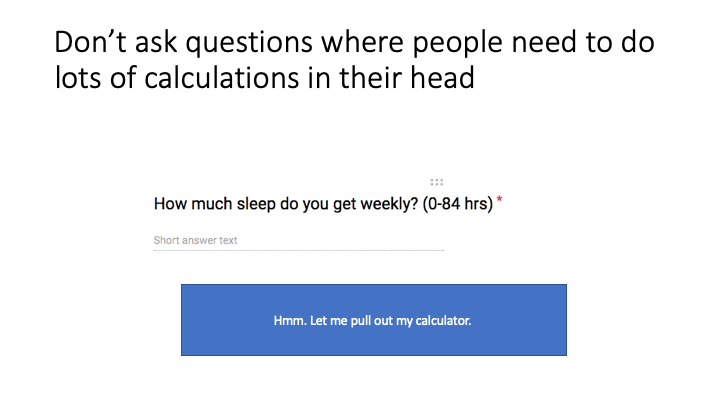 Don’t ask questions where people need to do
lots of calculations in their head
How much sleep do you get weekly? (0-84 hrs) *
Short answer text
Hmm. Let me pull out my calculator.